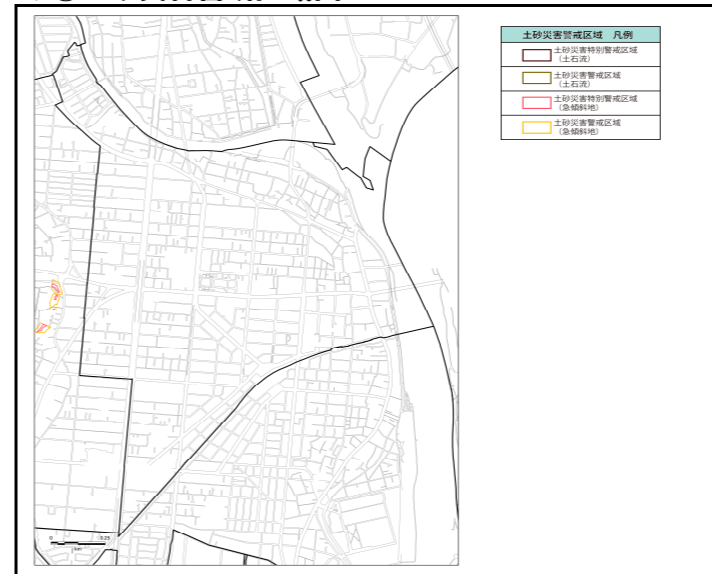 土砂災害警戒区域 凡例
土砂災害特別警戒区域
(土石流)
土砂災害警戒区域
(土石流)
土砂災害特別警戒区域
(急傾斜地)
土砂災害警戒区域
(急傾斜地)
0 0.25
km